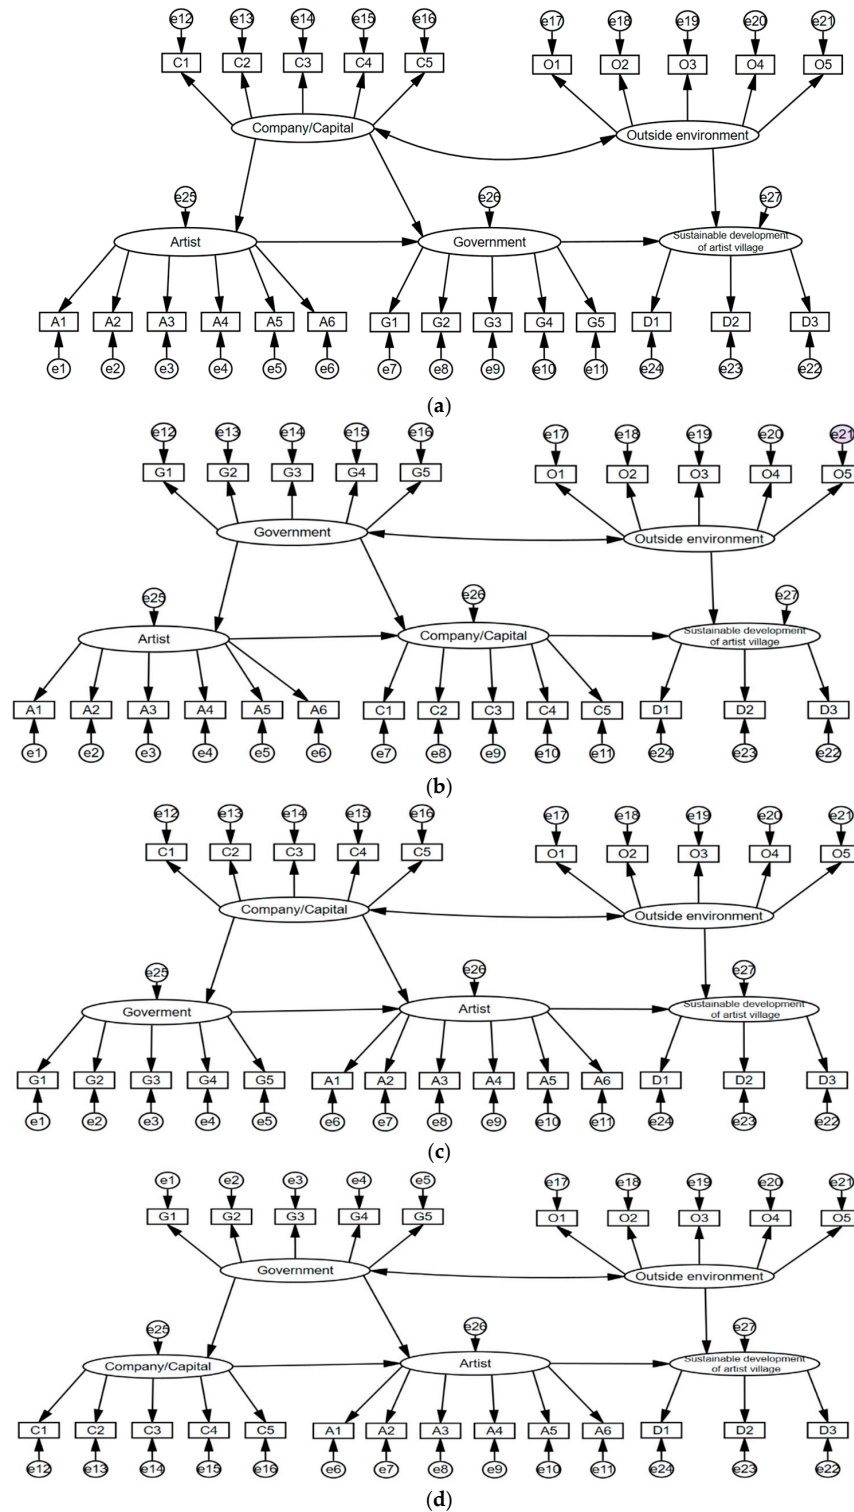 e12 e13 e14 e15 e16 e17 e18 e19 e20 e21
C1 C2 C3 C4 C5 O1 O2 O3 O4 O5
Company/Capital Outside environment
e25 e26 e27
Artist Government Sustainable development
of artist village
A1 A2 A3 A4 A5 A6 G1 G2 G3 G4 G5 D1 D2 D3
e1 e2 e3 e4 e5 e6 e7 e8 e9 e10 e11 e24 e23 e22
(a)
e12 e13 e14 e15 e16 e17 e18 e19 e20 e21
G1 G2 G3 G4 G5 O1 O2 O3 O4 O5
Government Outside environment
e25 e26 e27
Artist Company/Capital Sustainable development
of artist village
A1 A2 A3 A4 A5 A6 C1 C2 C3 C4 C5 D1 D2 D3
e1 e2 e3 e4 e5 e6 e7 e8 e9 e10 e11 e24 e23 e22
(b)
e12 e13 e14 e15 e16 e17 e18 e19 e20 e21
C1 C2 C3 C4 C5 O1 O2 O3 O4 O5
Company/Capital Outside environment
e25 e26 e27
Goverment Artist Sustainable development
of artist village
G1 G2 G3 G4 G5 A1 A2 A3 A4 A5 A6 D1 D2 D3
e1 e2 e3 e4 e5 e6 e7 e8 e9 e10 e11 e24 e23 e22
(c)
e1 e2 e3 e4 e5 e17 e18 e19 e20 e21
G1 G2 G3 G4 G5 O1 O2 O3 O4 O5
Government Outside environment
e25 e26 e27
Company/Capital Artist Sustainable development
of artist village
C1 C2 C3 C4 C5 A1 A2 A3 A4 A5 A6 D1 D2 D3
e12 e13 e14 e15 e16 e6 e7 e8 e9 e10 e11 e24 e23 e22
(d)